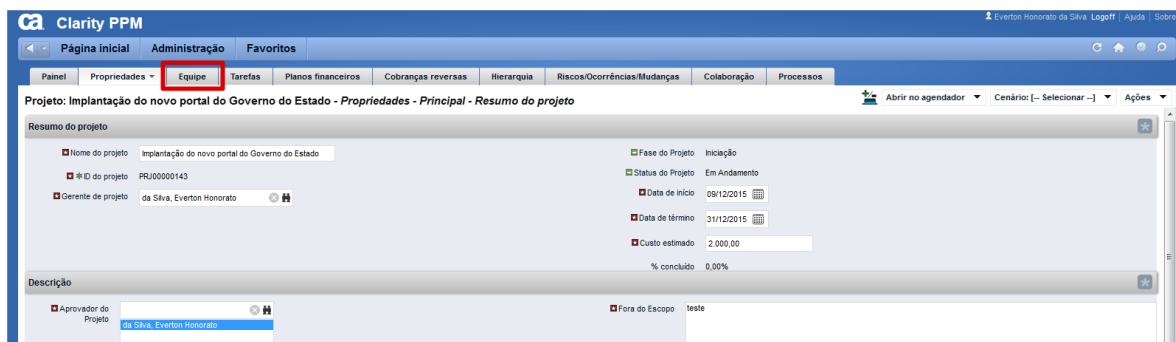 ca Clarity PPM
Everton Honorato da Silva Logoff | Ajuda | Sobre
Página inicial Administração Favoritos
Painel Propriedades Equipe Tarefas Planos financeiros Cobranças reversas Hierarquia Riscos/Ocorrências/Mudanças Colaboração Processos
Projeto: Implantação do novo portal do Governo do Estado - Propriedades - Principal - Resumo do projeto
Abrir no agendador Cenário: [-- Selecionar --] Ações
Resumo do projeto
Nome do projeto Implantação do novo portal do Governo do Estado
ID do projeto PRJ00000143
Gerente de projeto da Silva, Everton Honorato
Fase do Projeto Iniciação
Status do Projeto Em Andamento
Data de início 09/12/2015
Data de término 31/12/2015
Custo estimado 2.000,00
% concluído 0,00%
Descrição
Aprovador do
Projeto
da Silva, Everton Honorato
Fora do Escopo teste